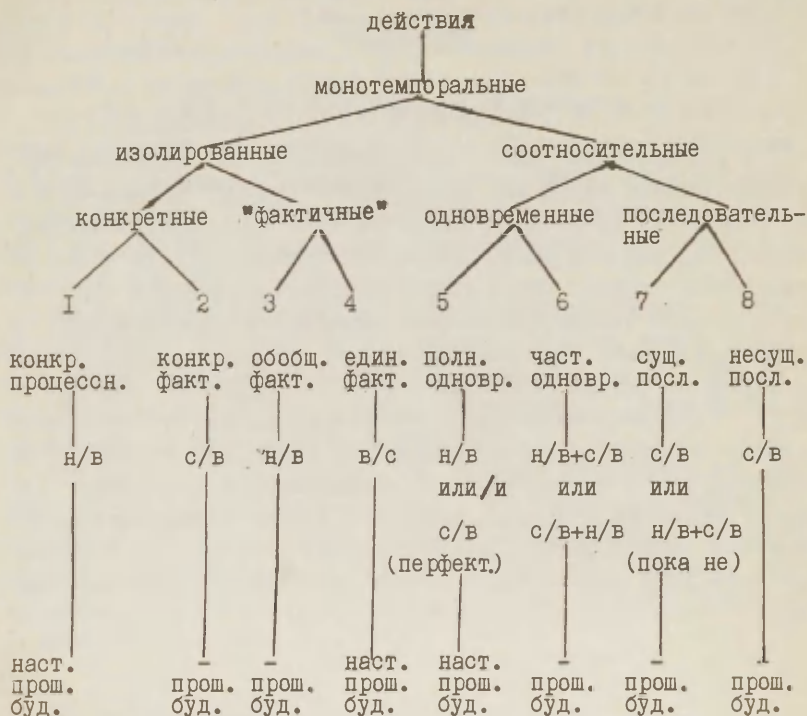 действия
монотемпоральные
изолированные соотносительные
конкретные "фактичные" одновременные последователь-
ные
I 2 3 4 5 6 7 8
конкр. конкр. обобщ. един. полн. част. сущ. несущ.
процессн. факт. факт. факт. одновр. одновр. посл. посл.
н/в с/в н/в в/с н/в н/в+с/в с/в с/в
или/и или или
с/в с/в+н/в н/в+с/в
(перфект.) (пока не)
наст. - - наст. наст. - - -
прош. прош. прош. прош. прош. прош. прош. прош.
буд. буд. буд. буд. буд. буд. буд. буд.